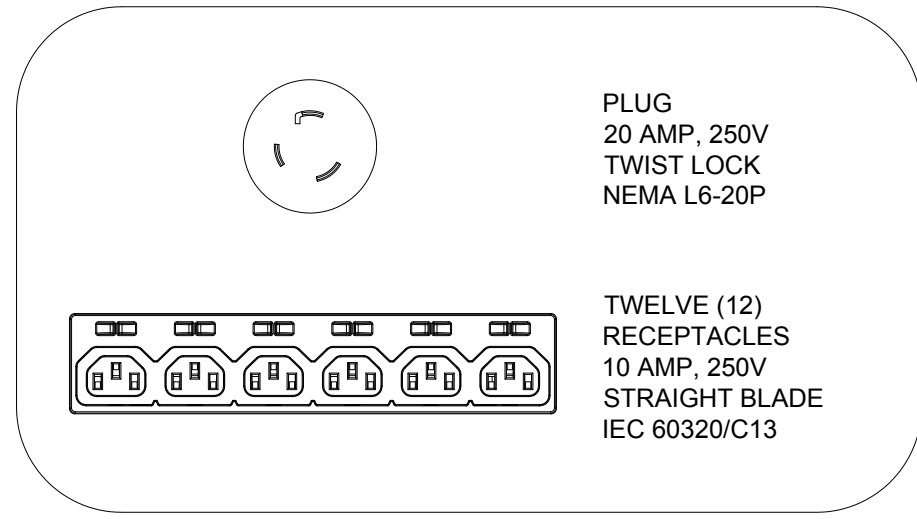 PLUG
20 AMP, 250V
TWIST LOCK
NEMA L6-20P
TWELVE (12)
RECEPTACLES
10 AMP, 250V
STRAIGHT BLADE
IEC 60320/C13